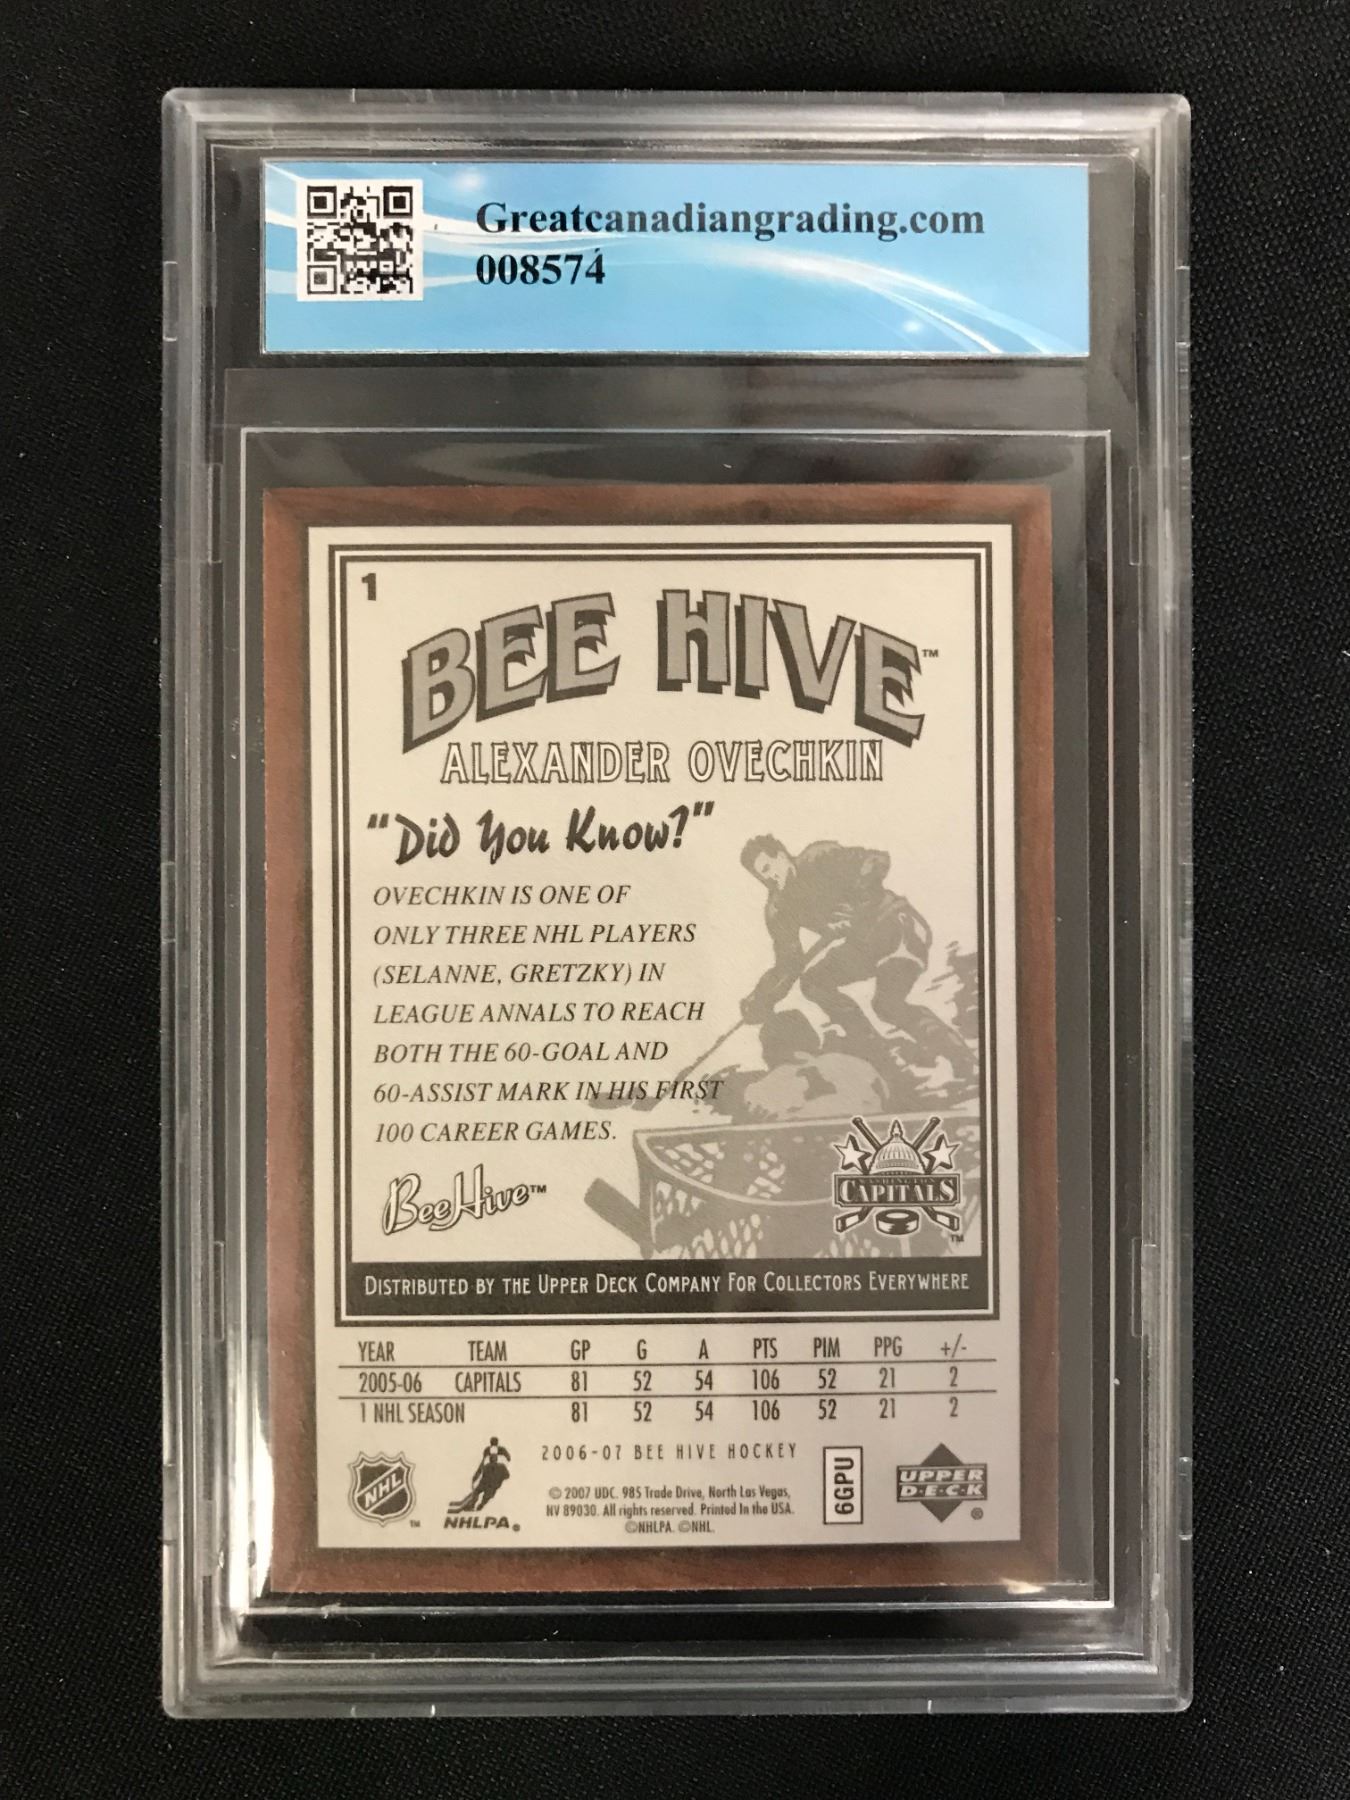 Greatcanadiangrading.com
008574
1
BEE HIVE™
ALEXANDER OVECHKIN
"Did You Know?"
OVECHKIN IS ONE OF
ONLY THREE NHL PLAYERS
(SELANNE, GRETZKY) IN
LEAGUE ANNALS TO REACH
BOTH THE 60-GOAL AND
60-ASSIST MARK IN HIS FIRST
100 CAREER GAMES.
BeeHive™
WASHINGTON
CAPITALS
TM
DISTRIBUTED BY THE UPPER DECK COMPANY FOR COLLECTORS EVERYWHERE
YEAR TEAM GP G A PTS PIM PPG +/-
2005-06 CAPITALS 81 52 54 106 52 21 2
1 NHL SEASON 81 52 54 106 52 21 2
2006-07 BEE HIVE HOCKEY
NHL TM
NHLPA®
© 2007 UDC. 985 Trade Drive, North Las Vegas,
NV 89030. All rights reserved. Printed In the USA.
©NHLPA. ©NHL.
6GPU
UPPER
D·E·C·K
®